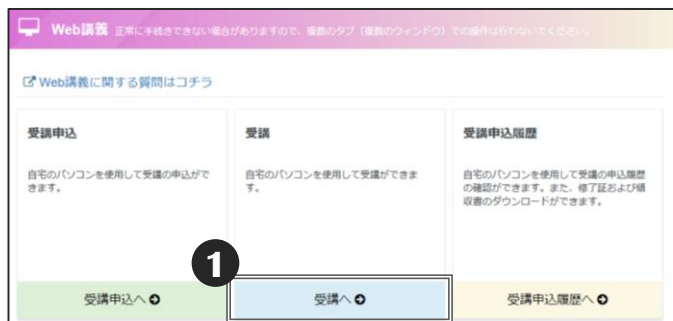 Web講義 正常に手続きできない場合がありますので、複数のタブ（複数のウィンドウ）での操作は行わないでください。
Web講義に関する質問はコチラ
受講申込
自宅のパソコンを使用して受講の申込がで
きます。
受講
自宅のパソコンを使用して受講ができま
す。
受講申込履歴
自宅のパソコンを使用して受講の申込履歴
の確認ができます。また、修了証および領
収書のダウンロードができます。
1
受講申込へ
受講へ
受講申込履歴へ